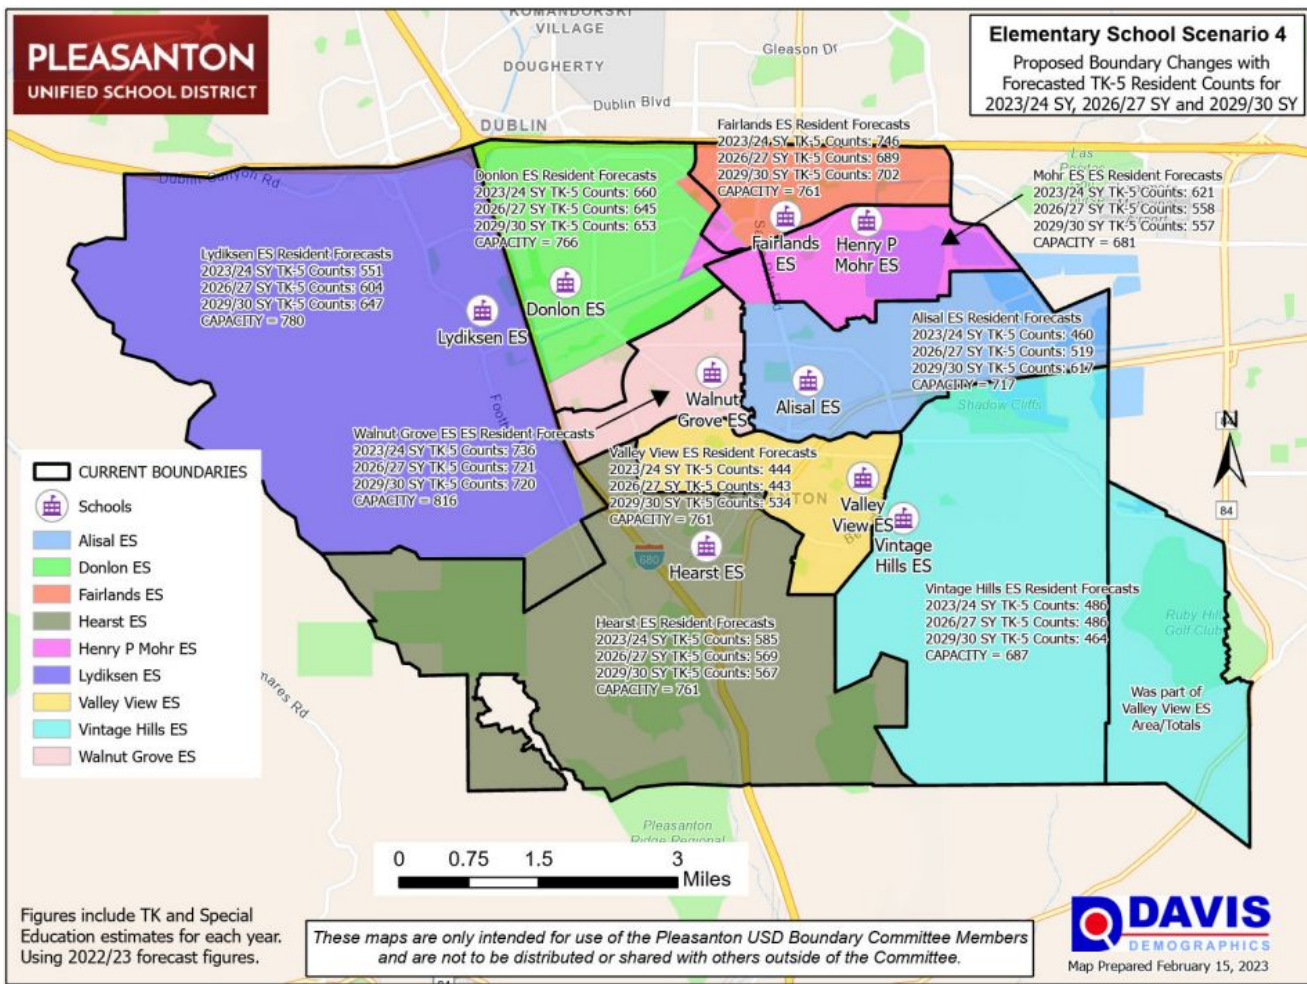 PLEASANTON
UNIFIED SCHOOL DISTRICT
KOMANDORSKI
VILLAGE
DOUGHERTY
Gleason Dr
Dublin Blvd
DUBLIN
Elementary School Scenario 4
Proposed Boundary Changes with
Forecasted TK-5 Resident Counts for
2023/24 SY, 2026/27 SY and 2029/30 SY
Dublin Canyon Rd
Fairlands ES Resident Forecasts
2023/24 SY TK-5 Counts: 746
2026/27 SY TK-5 Counts: 689
2029/30 SY TK-5 Counts: 702
CAPACITY = 761
Donlon ES Resident Forecasts
2023/24 SY TK-5 Counts: 660
2026/27 SY TK-5 Counts: 645
2029/30 SY TK-5 Counts: 653
CAPACITY = 766
Las
Mohr ES ES Resident Forecasts
2023/24 SY TK-5 Counts: 621
2026/27 SY TK-5 Counts: 558
2029/30 SY TK-5 Counts: 557
CAPACITY = 681
Lydiksen ES Resident Forecasts
2023/24 SY TK-5 Counts: 551
2026/27 SY TK-5 Counts: 604
2029/30 SY TK-5 Counts: 647
CAPACITY = 780
Fairlands
ES
Henry P
Mohr ES
Donlon ES
Lydiksen ES
Alisal ES Resident Forecasts
2023/24 SY TK-5 Counts: 460
2026/27 SY TK-5 Counts: 519
2029/30 SY TK-5 Counts: 617
CAPACITY = 717
Shadow Cliffs
Walnut
Grove ES
Alisal ES
Walnut Grove ES ES Resident Forecasts
2023/24 SY TK-5 Counts: 736
2026/27 SY TK-5 Counts: 721
2029/30 SY TK-5 Counts: 720
CAPACITY = 816
Valley View ES Resident Forecasts
2023/24 SY TK-5 Counts: 444
2026/27 SY TK-5 Counts: 443
2029/30 SY TK-5 Counts: 534
CAPACITY = 761
Valley
View ES
Vintage
Hills ES
N
84
84
680
Hearst ES
Hearst ES Resident Forecasts
2023/24 SY TK-5 Counts: 585
2026/27 SY TK-5 Counts: 569
2029/30 SY TK-5 Counts: 567
CAPACITY = 761
Vintage Hills ES Resident Forecasts
2023/24 SY TK-5 Counts: 486
2026/27 SY TK-5 Counts: 486
2029/30 SY TK-5 Counts: 464
CAPACITY = 687
Ruby Hill
Golf Club
Was part of
Valley View ES
Area/Totals
CURRENT BOUNDARIES
Schools
Alisal ES
Donlon ES
Fairlands ES
Hearst ES
Henry P Mohr ES
Lydiksen ES
Valley View ES
Vintage Hills ES
Walnut Grove ES
Pleasanton
Ridge Regional
0 0.75 1.5 3
Miles
Figures include TK and Special
Education estimates for each year.
Using 2022/23 forecast figures.
These maps are only intended for use of the Pleasanton USD Boundary Committee Members
and are not to be distributed or shared with others outside of the Committee.
DAVIS
DEMOGRAPHICS
Map Prepared February 15, 2023